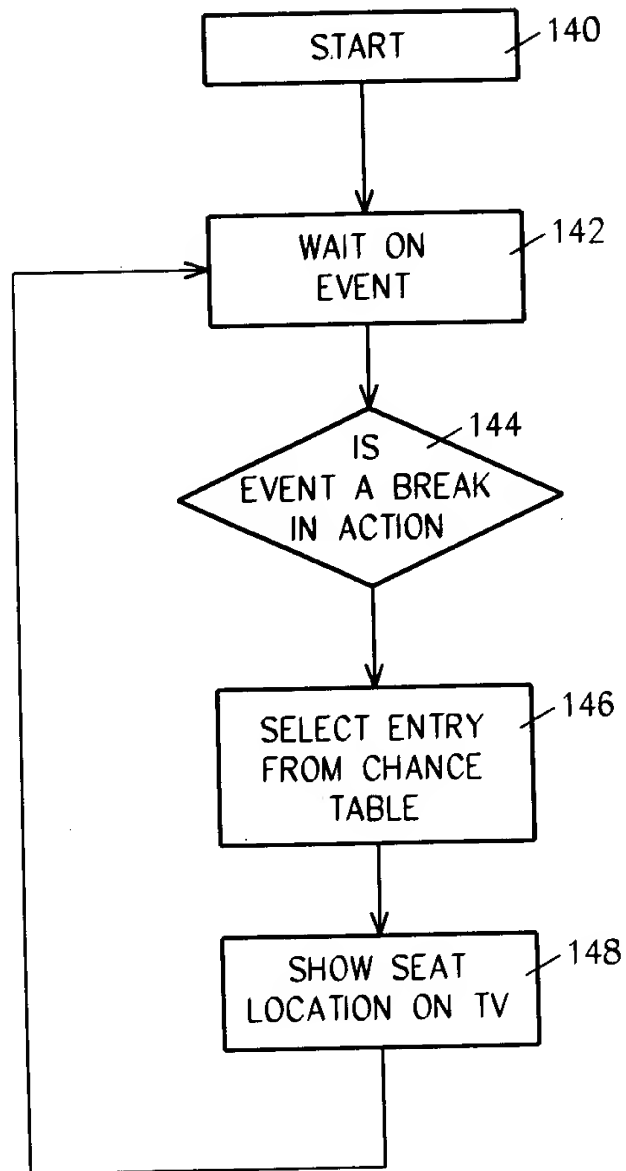 START
140
WAIT ON
EVENT
142
IS
EVENT A BREAK
IN ACTION
144
SELECT ENTRY
FROM CHANCE
TABLE
146
SHOW SEAT
LOCATION ON TV
148